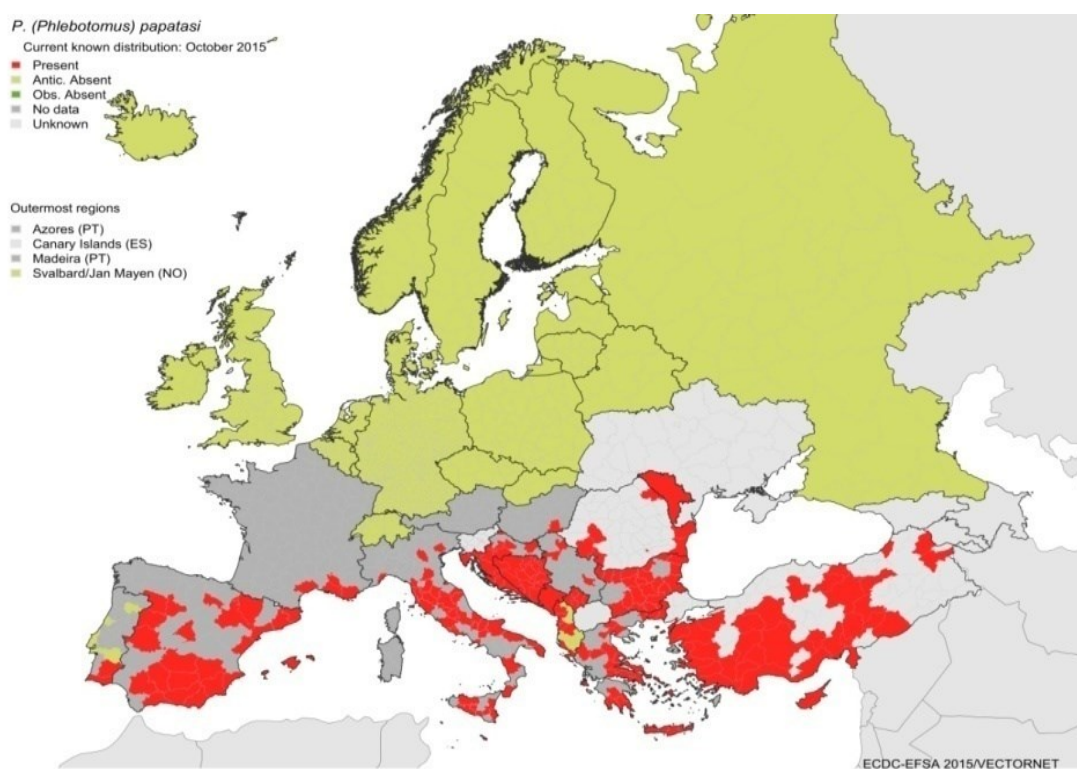 P. (Phlebotomus) papatasi
Current known distribution: October 2015
Present
Antic. Absent
Obs. Absent
No data
Unknown
Outermost regions
Azores (PT)
Canary Islands (ES)
Madeira (PT)
Svalbard/Jan Mayen (NO)
ECDC-EFSA 2015/VECTORNET